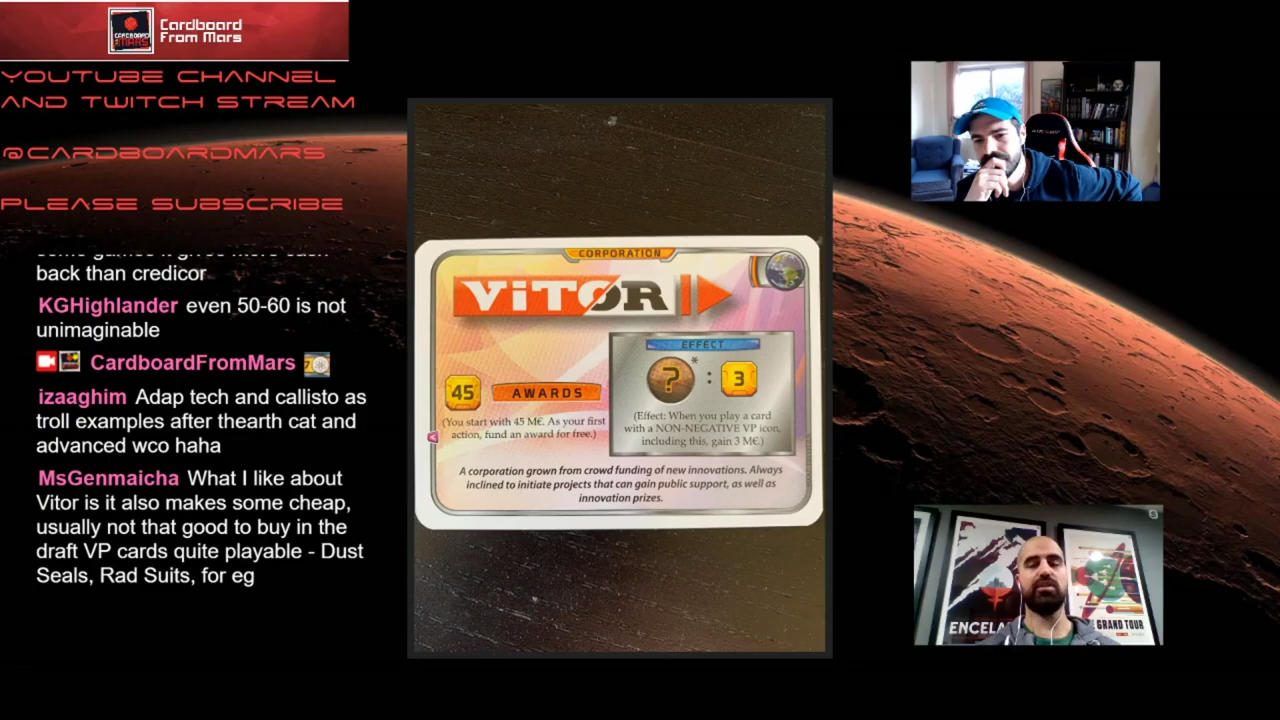 Cardboard
From Mars
CARDBOARD
MARS
YOUTUBE CHANNEL
AND TWITCH STREAM
@CARDBOARDMARS
PLEASE SUBSCRIBE
back than credicor
KGHighlander even 50-60 is not
unimaginable
CardboardFromMars
izaaghim Adap tech and callisto as
troll examples after thearth cat and
advanced wco haha
MsGenmaicha What I like about
Vitor is it also makes some cheap,
usually not that good to buy in the
draft VP cards quite playable - Dust
Seals, Rad Suits, for eg
CORPORATION
ViTOR
EFFECT
? * : 3
45 AWARDS
(You start with 45 M€. As your first
action, fund an award for free.)
(Effect: When you play a card
with a NON-NEGATIVE VP icon,
including this, gain 3 M€.)
A corporation grown from crowd funding of new innovations. Always
inclined to initiate projects that can gain public support, as well as
innovation prizes.
GRAND TOUR